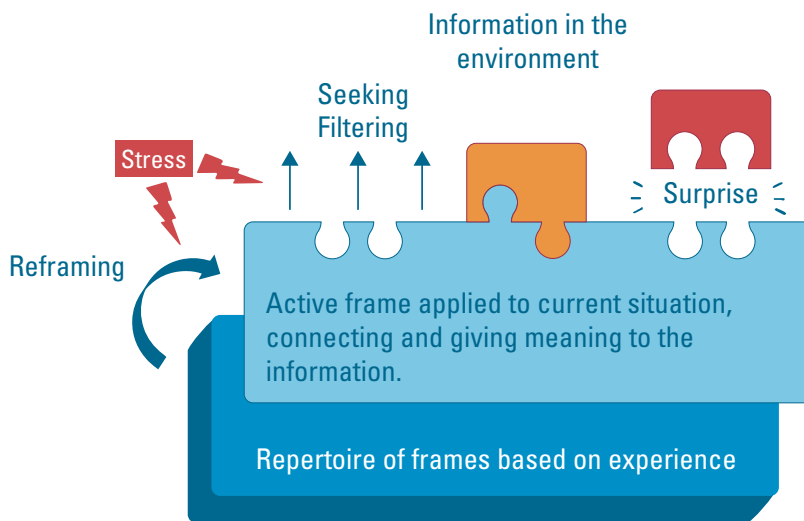 Information in the
environment
Seeking
Filtering
Stress
Surprise
Reframing
Active frame applied to current situation,
connecting and giving meaning to the
information.
Repertoire of frames based on experience